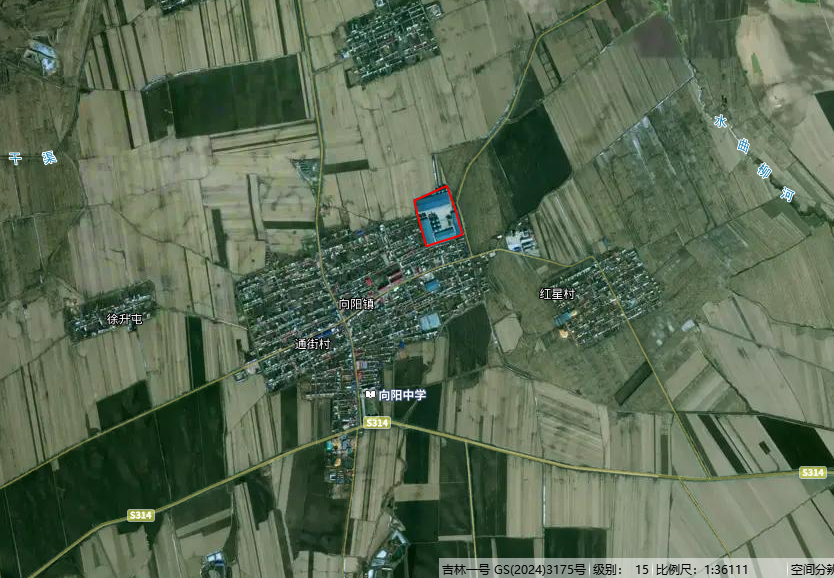 水曲柳河
干渠
向阳镇
红星村
徐升屯
通街村
向阳中学
S314
S314
S314
吉林一号 GS(2024)3175号 级别： 15 比例尺： 1:36111 空间分辨